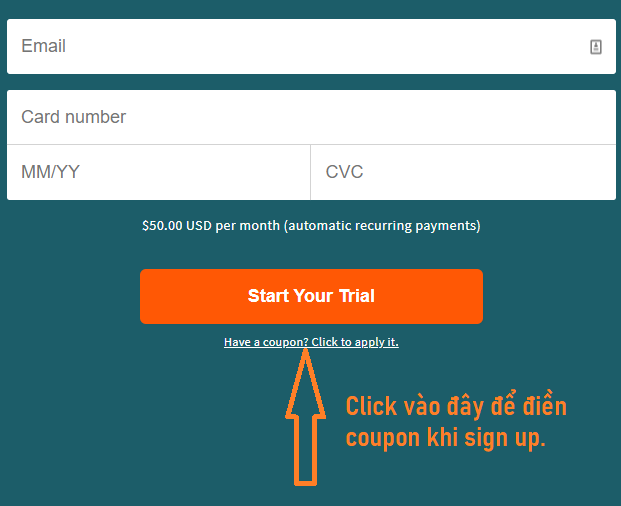 Email
Card number
MM/YY
CVC
$50.00 USD per month (automatic recurring payments)
Start Your Trial
Have a coupon? Click to apply it.
Click vào đây để điền
coupon khi sign up.